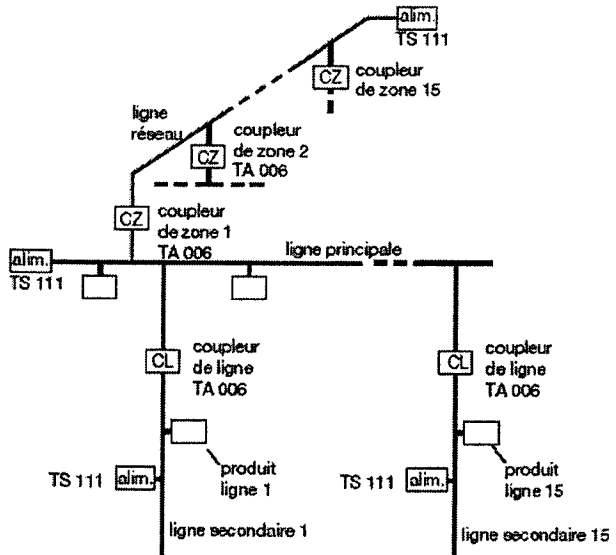 alim.
TS 111
CZ
coupleur
de zone 15
ligne
réseau
CZ
coupleur
de zone 2
TA 006
CZ
coupleur
de zone 1
TA 006
alim.
TS 111
ligne principale
CL
coupleur
de ligne
TA 006
CL
coupleur
de ligne
TA 006
TS 111
alim.
produit
ligne 1
TS 111
alim.
produit
ligne 15
ligne secondaire 1
ligne secondaire 15